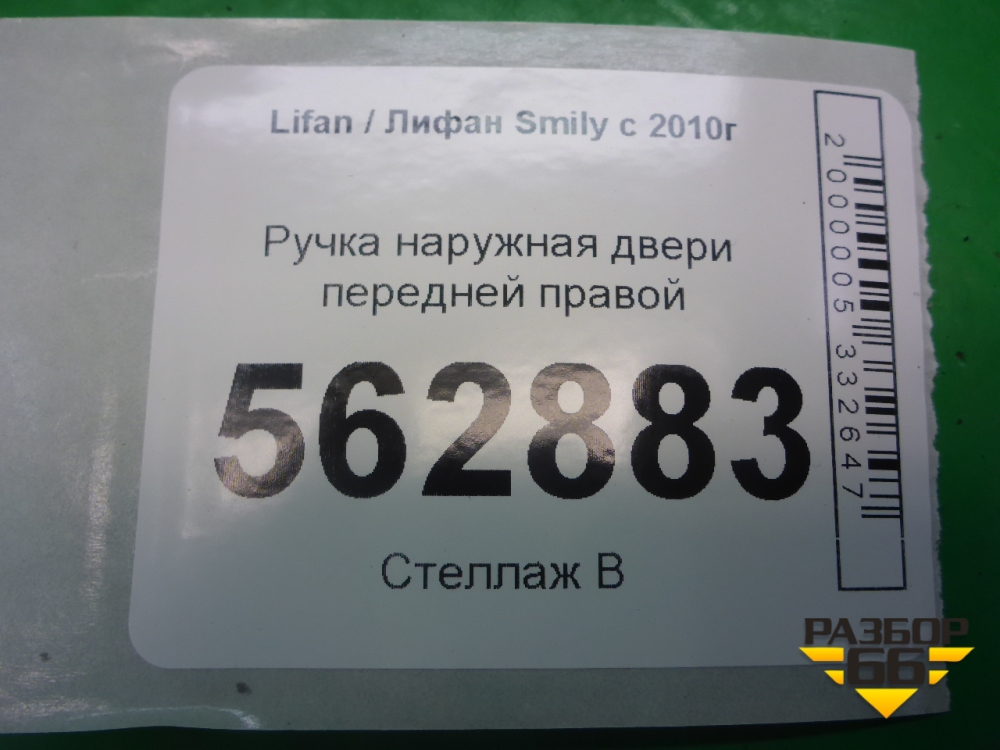 Lifan / Лифан Smily с 2010г
Ручка наружная двери
передней правой
562883
Стеллаж В
2000005332647
РАЗБОР
66